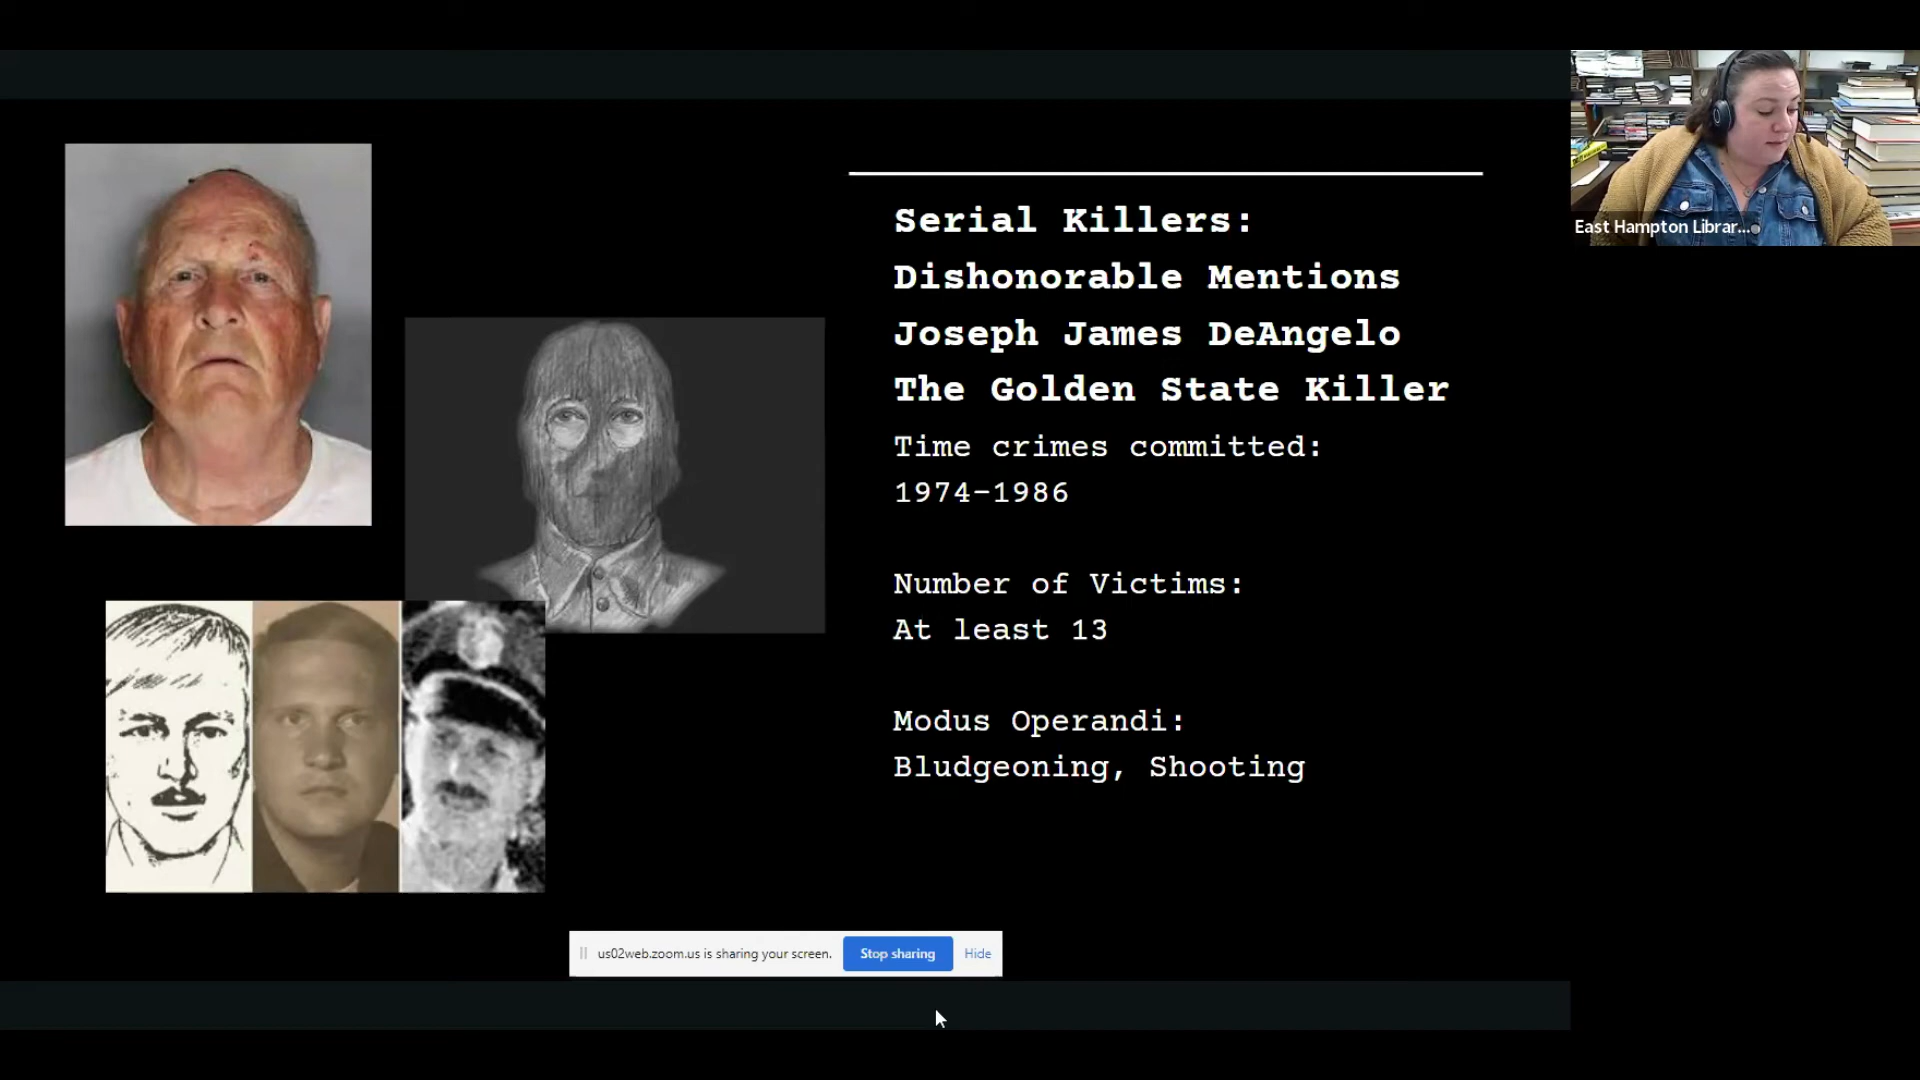 Serial Killers:
Dishonorable Mentions
Joseph James DeAngelo
The Golden State Killer
Time crimes committed:
1974-1986
Number of Victims:
At least 13
Modus Operandi:
Bludgeoning, Shooting
East Hampton Librar...
us02web.zoom.us is sharing your screen.
Stop sharing
Hide